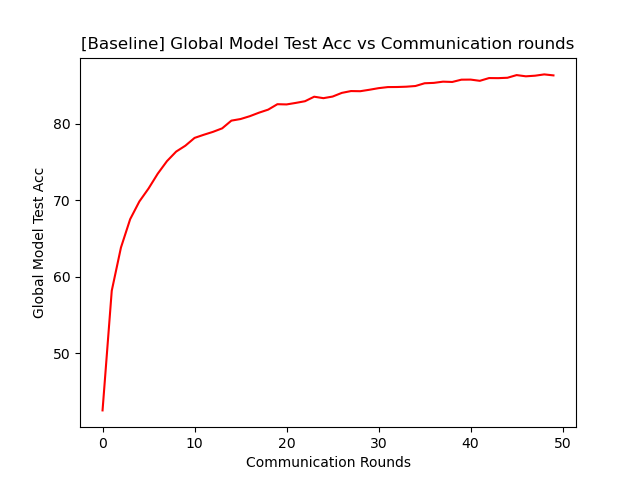 [Baseline] Global Model Test Acc vs Communication rounds
80
70
60
50
Global Model Test Acc
0 10 20 30 40 50
Communication Rounds